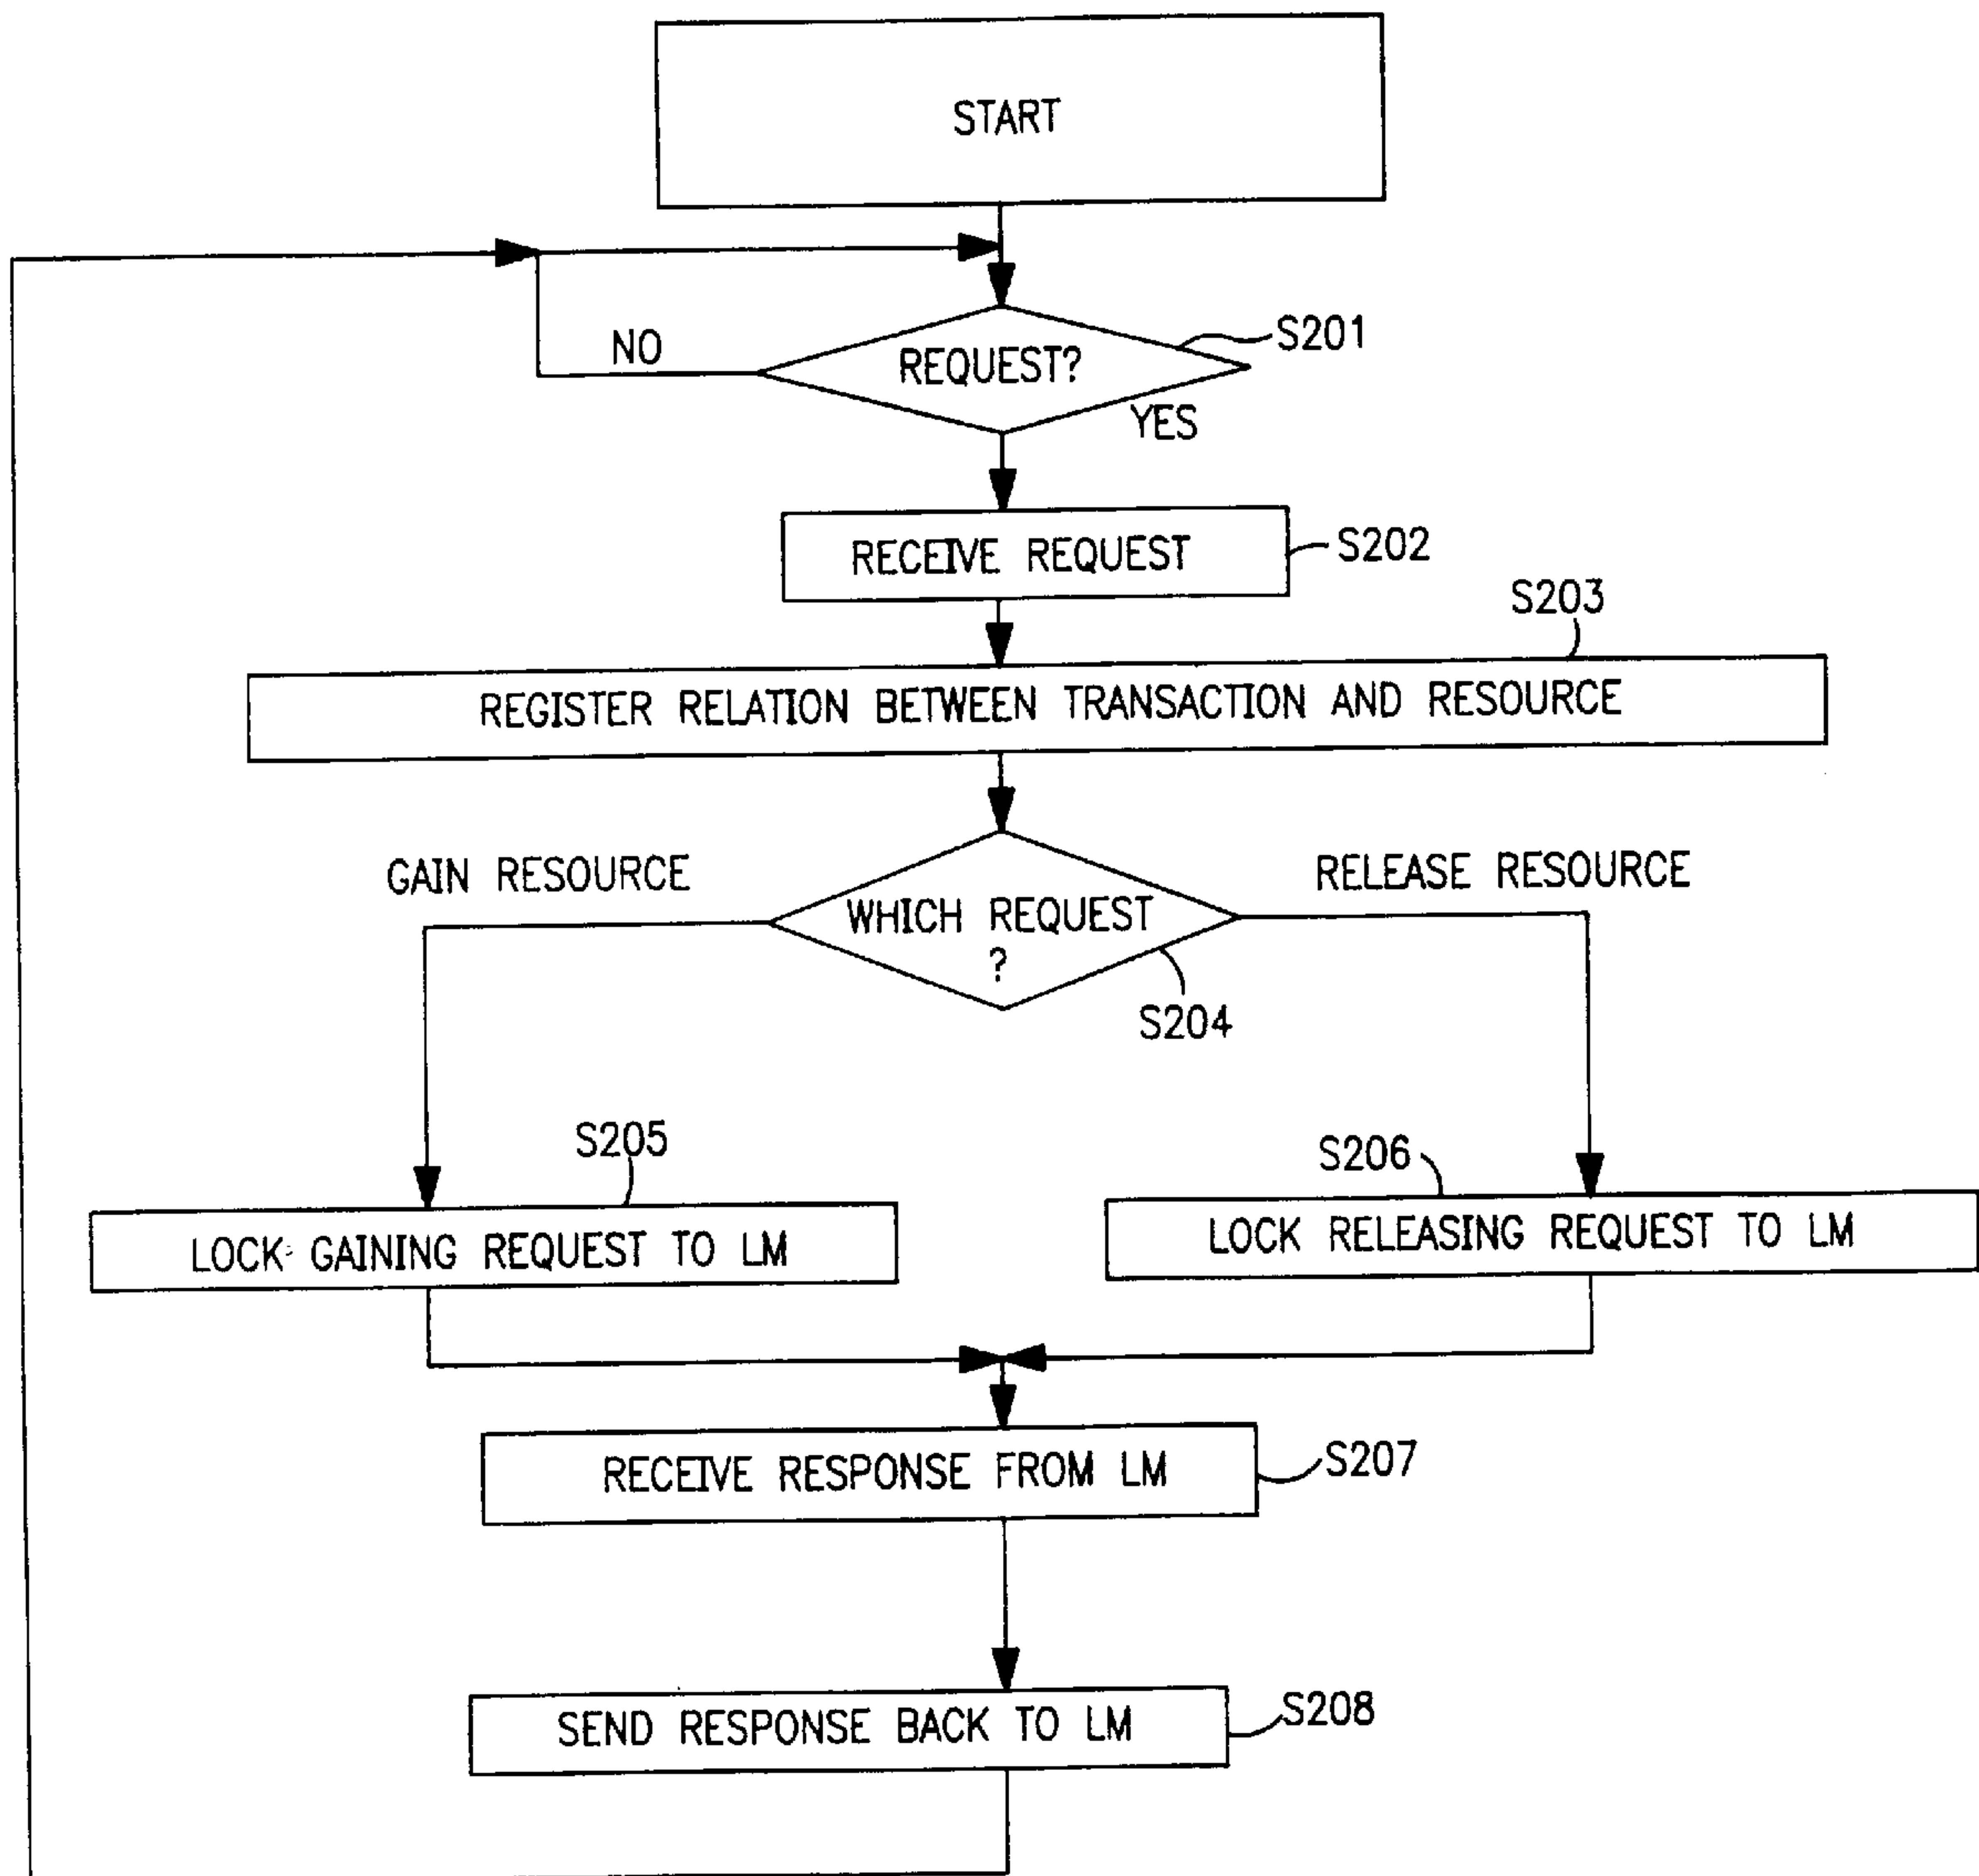 START
NO
REQUEST?
S201
YES
RECEIVE REQUEST
S202
S203
REGISTER RELATION BETWEEN TRANSACTION AND RESOURCE
GAIN RESOURCE
RELEASE RESOURCE
WHICH REQUEST
?
S204
S205
S206
LOCK GAINING REQUEST TO LM
LOCK RELEASING REQUEST TO LM
RECEIVE RESPONSE FROM LM
S207
SEND RESPONSE BACK TO LM
S208